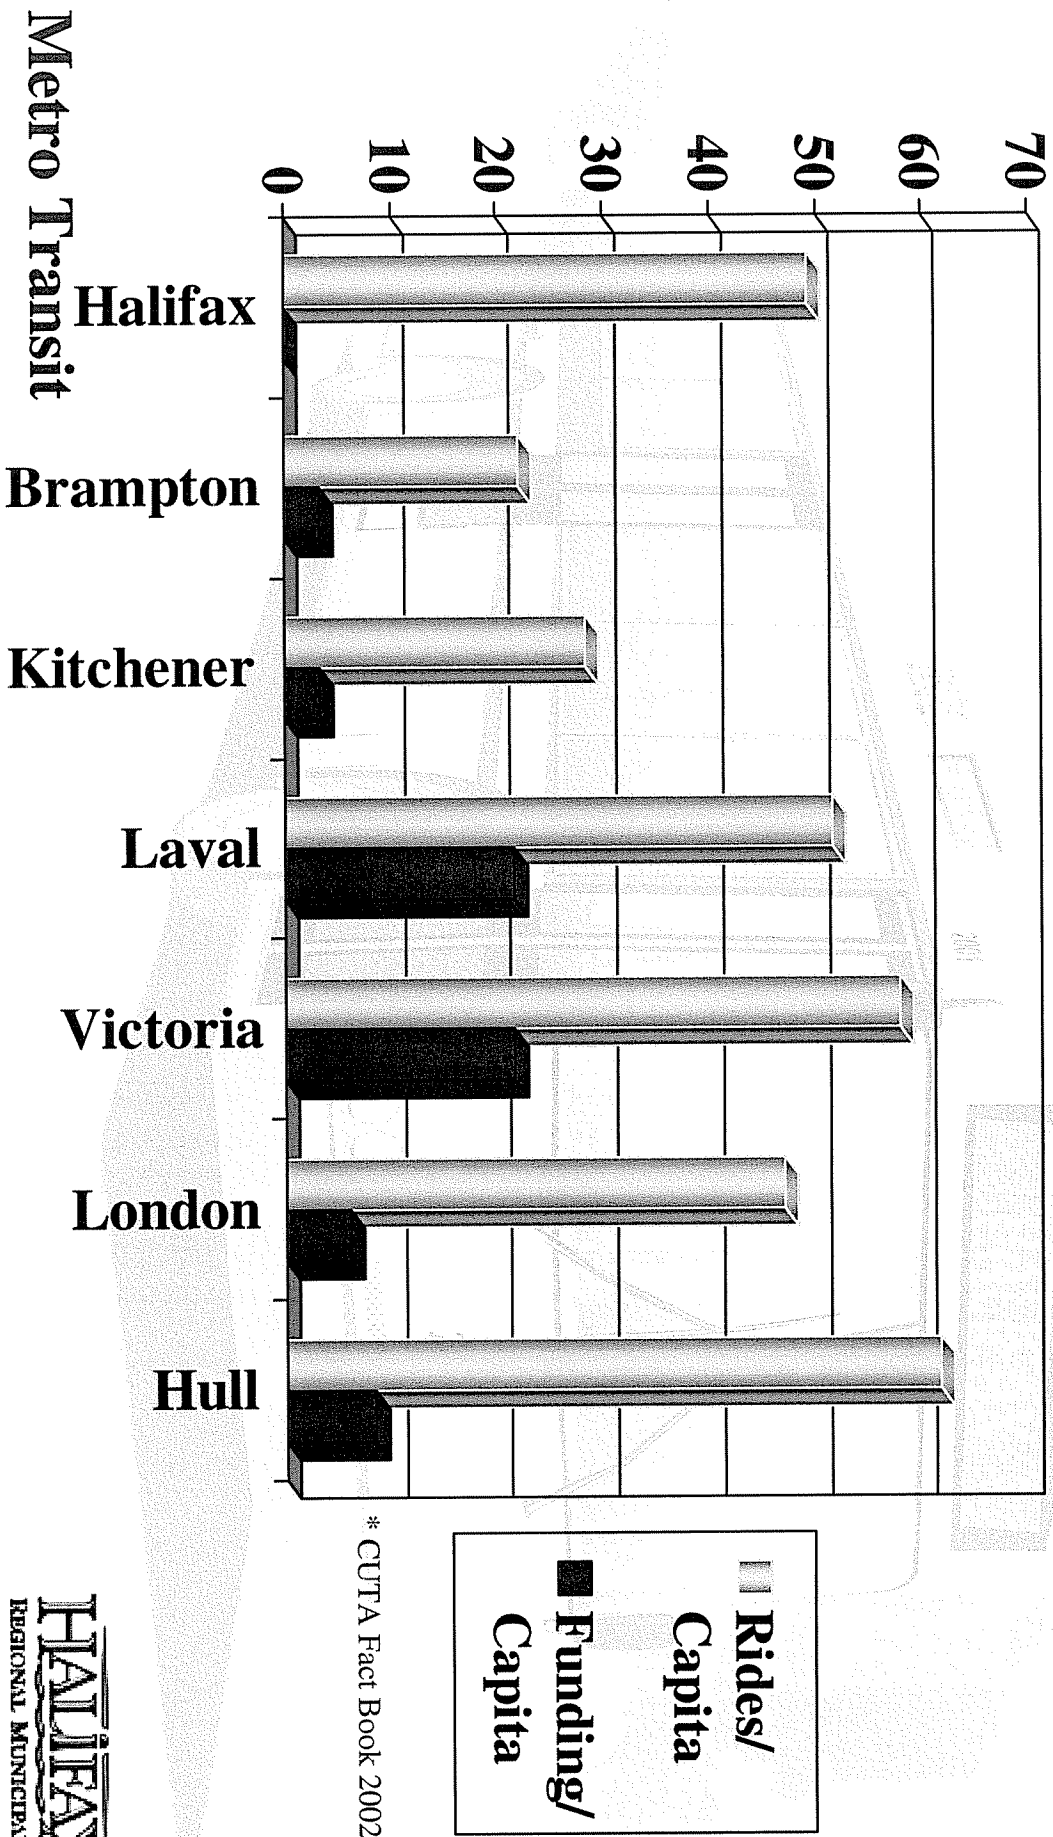 70
60
50
40
30
20
10
0
Halifax
Brampton
Kitchener
Laval
Victoria
London
Hull
Rides/
Capita
Funding/
Capita
* CUTA Fact Book 2002
Metro Transit
HALIFAX
REGIONAL MUNICIPAL